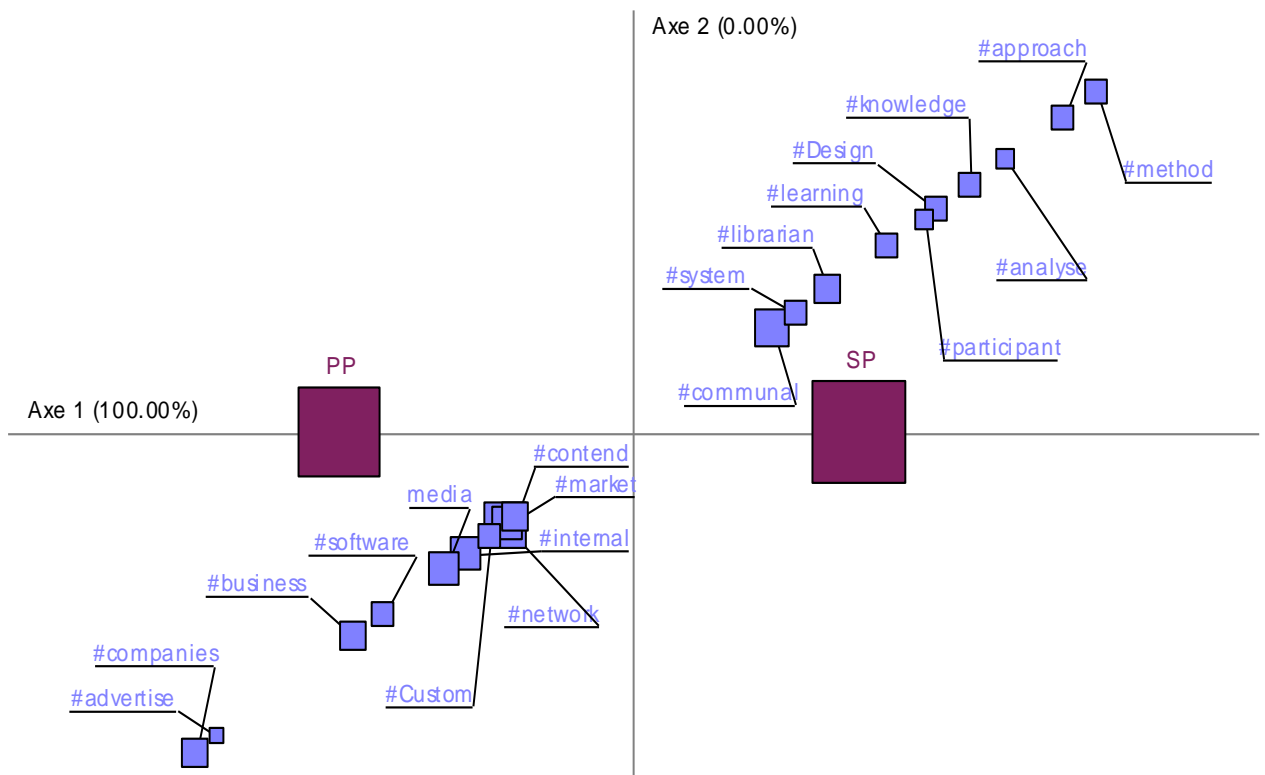 Axe 2 (0.00%)
#approach
#knowledge
#Design
#method
#learning
#librarian
#analyse
#system
#participant
PP
SP
#communal
Axe 1 (100.00%)
#contend
#market
media
#software
#internal
#business
#network
#companies
#advertise
#Custom